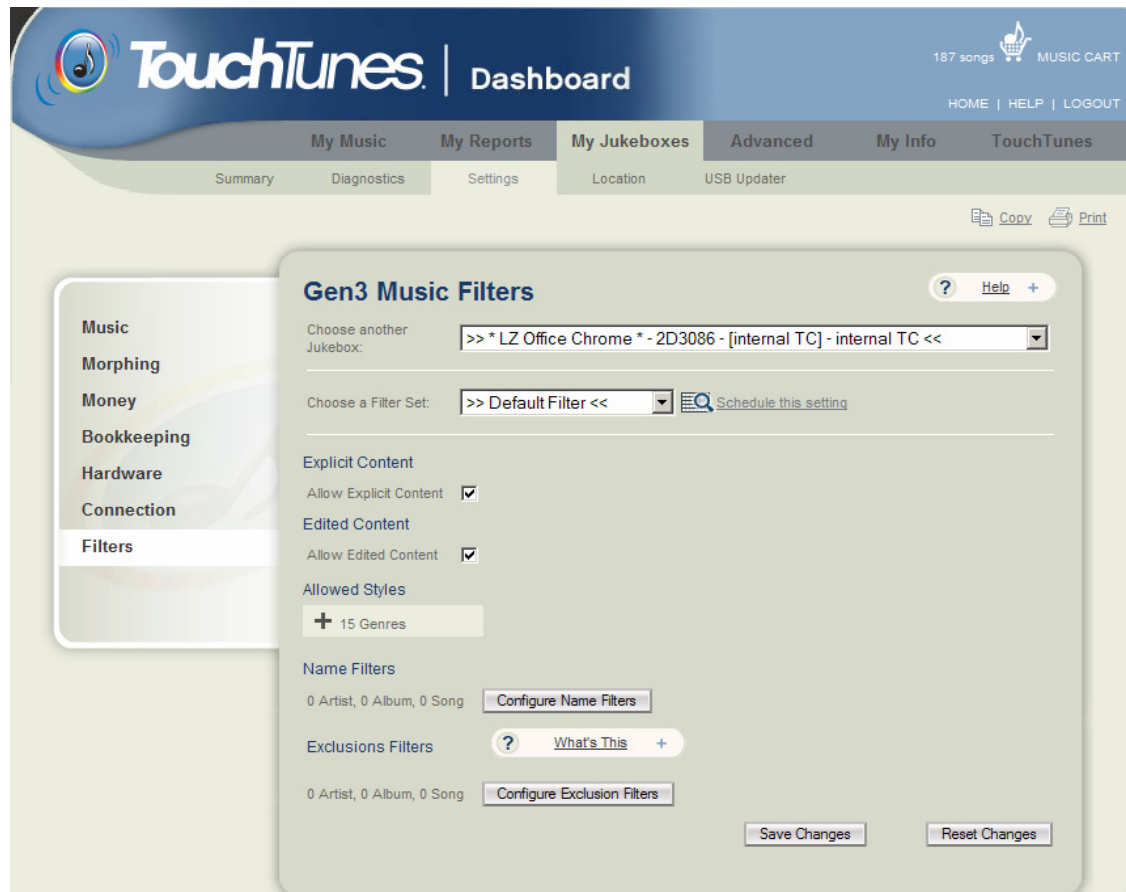 TouchTunes. | Dashboard
187 songs MUSIC CART
HOME | HELP | LOGOUT
My Music My Reports My Jukeboxes Advanced My Info TouchTunes
Summary Diagnostics Settings Location USB Updater
Copy Print
Music
Morphing
Money
Bookkeeping
Hardware
Connection
Filters
Gen3 Music Filters
? Help +
Choose another
Jukebox:
>> * LZ Office Chrome * - 2D3086 - [internal TC] - internal TC <<
Choose a Filter Set: >> Default Filter << Schedule this setting
Explicit Content
Allow Explicit Content
Edited Content
Allow Edited Content
Allowed Styles
+ 15 Genres
Name Filters
0 Artist, 0 Album, 0 Song Configure Name Filters
Exclusions Filters ? What's This +
0 Artist, 0 Album, 0 Song Configure Exclusion Filters
Save Changes Reset Changes